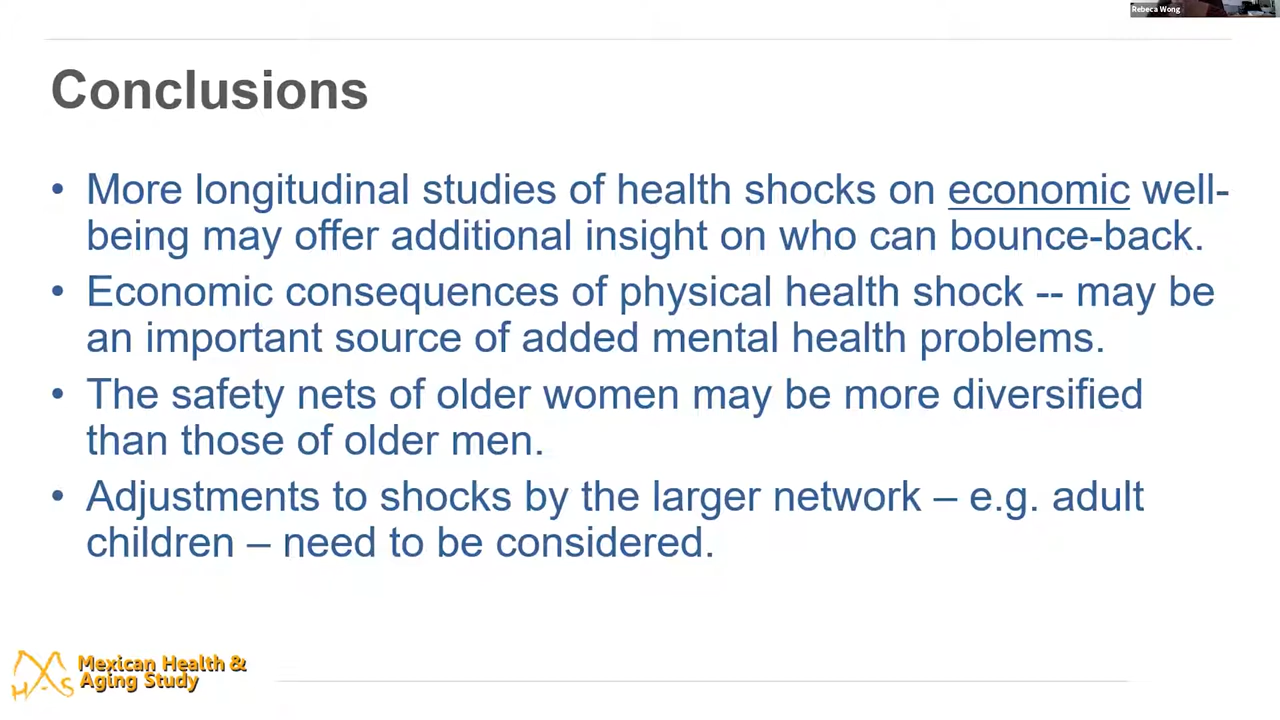 Rebeca Wong
Conclusions
• More longitudinal studies of health shocks on economic well-
being may offer additional insight on who can bounce-back.
• Economic consequences of physical health shock -- may be
an important source of added mental health problems.
• The safety nets of older women may be more diversified
than those of older men.
• Adjustments to shocks by the larger network – e.g. adult
children – need to be considered.
MHAS
Mexican Health &
Aging Study